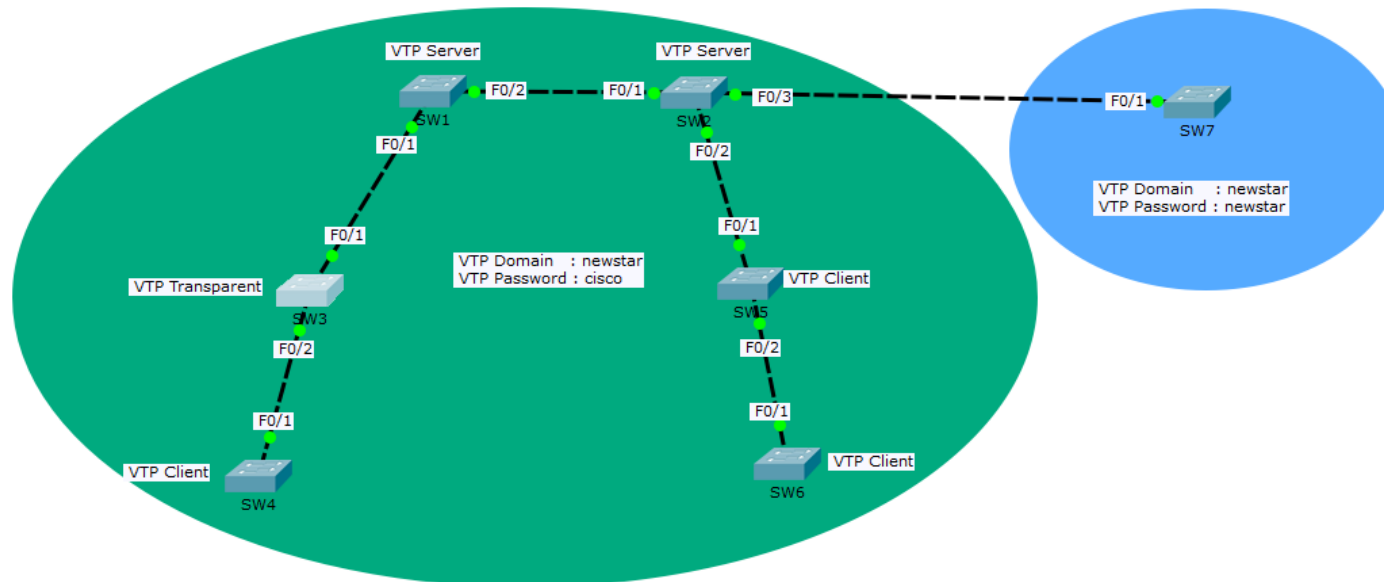 VTP Server
VTP Server
F0/2
F0/1
F0/3
F0/1
SW1
SW2
SW7
F0/1
F0/2
VTP Domain : newstar
VTP Password : newstar
F0/1
F0/1
VTP Domain : newstar
VTP Password : cisco
VTP Transparent
VTP Client
SW3
SW5
F0/2
F0/2
F0/1
F0/1
VTP Client
VTP Client
SW4
SW6